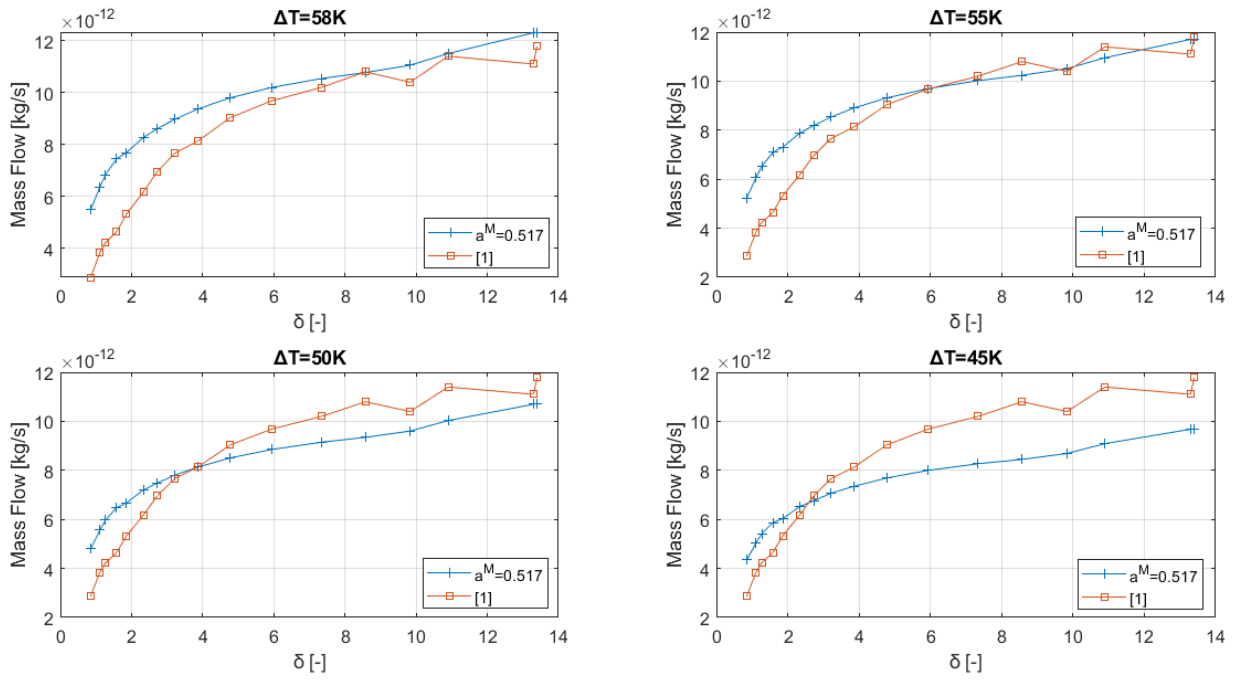 ×10⁻¹²
ΔT=58K
12
10
8
6
4
0 2 4 6 8 10 12 14
Mass Flow [kg/s]
δ [-]
aᴹ=0.517
[1]
×10⁻¹²
ΔT=55K
12
10
8
6
4
2
0 2 4 6 8 10 12 14
Mass Flow [kg/s]
δ [-]
aᴹ=0.517
[1]
×10⁻¹²
ΔT=50K
12
10
8
6
4
2
0 2 4 6 8 10 12 14
Mass Flow [kg/s]
δ [-]
aᴹ=0.517
[1]
×10⁻¹²
ΔT=45K
12
10
8
6
4
2
0 2 4 6 8 10 12 14
Mass Flow [kg/s]
δ [-]
aᴹ=0.517
[1]